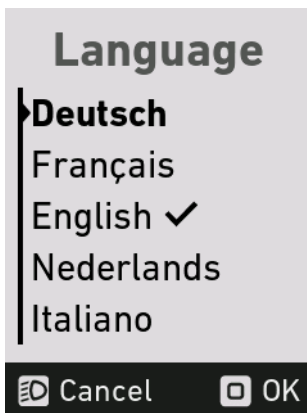 Language
Deutsch
Français
English ✓
Nederlands
Italiano
Cancel OK